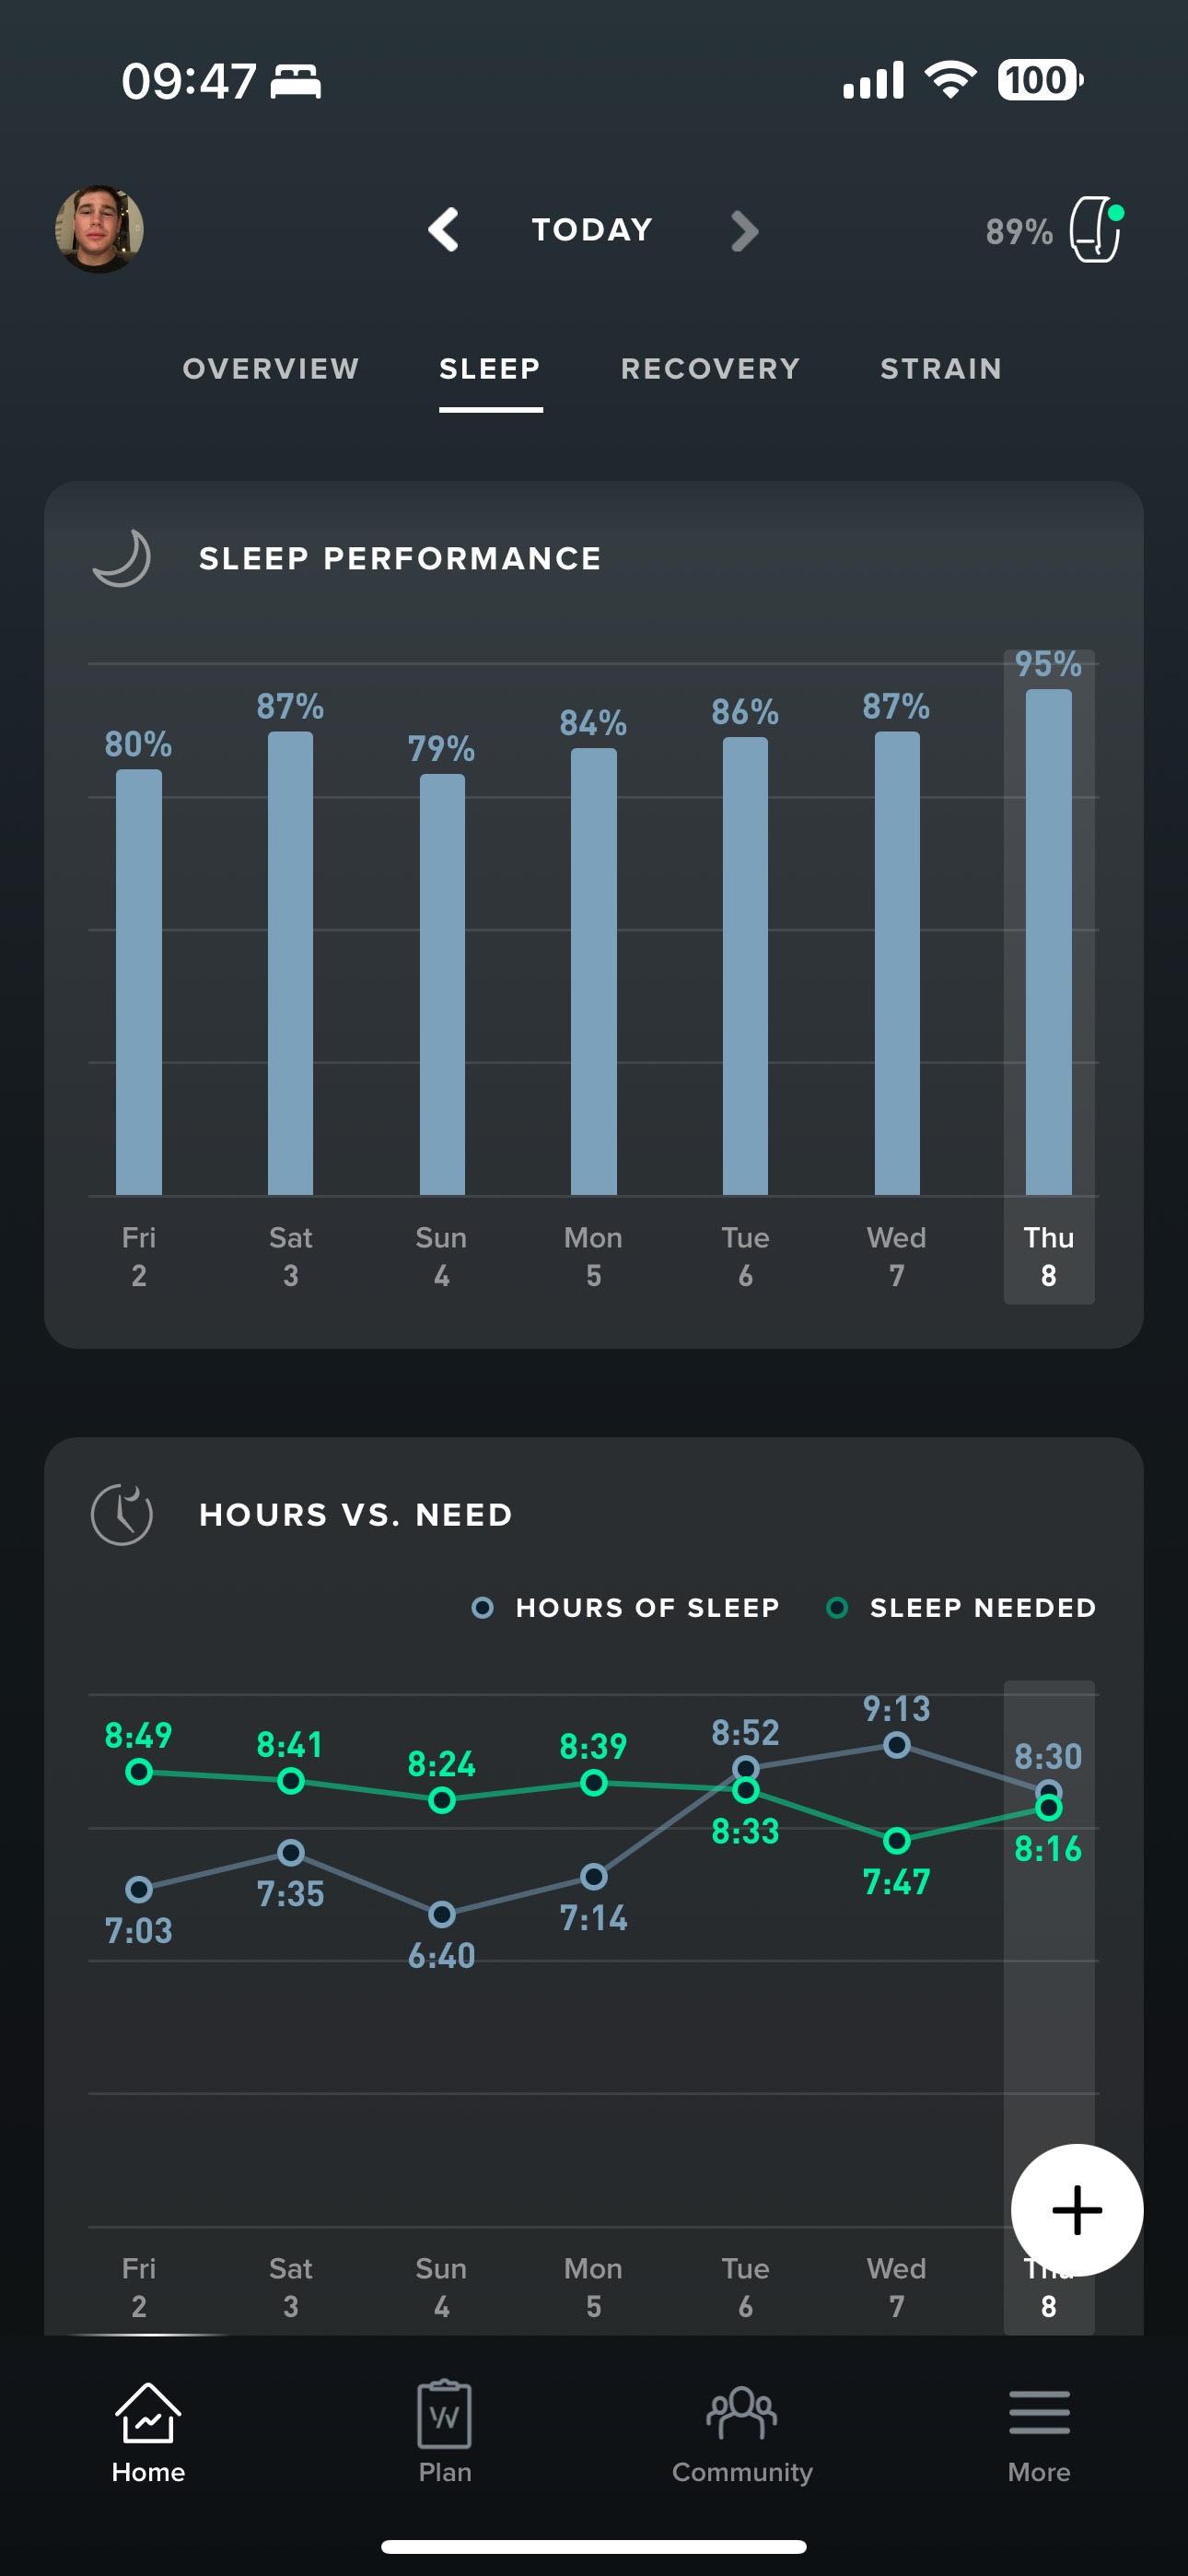 09:47 100
TODAY 89%
OVERVIEW SLEEP RECOVERY STRAIN
SLEEP PERFORMANCE
80% 87% 79% 84% 86% 87% 95%
Fri Sat Sun Mon Tue Wed Thu
2 3 4 5 6 7 8
HOURS VS. NEED
HOURS OF SLEEP SLEEP NEEDED
8:49 8:41 8:24 8:39 8:52 9:13 8:30
7:03 7:35 6:40 7:14 8:33 7:47 8:16
Fri Sat Sun Mon Tue Wed Thu
2 3 4 5 6 7 8
Home Plan Community More